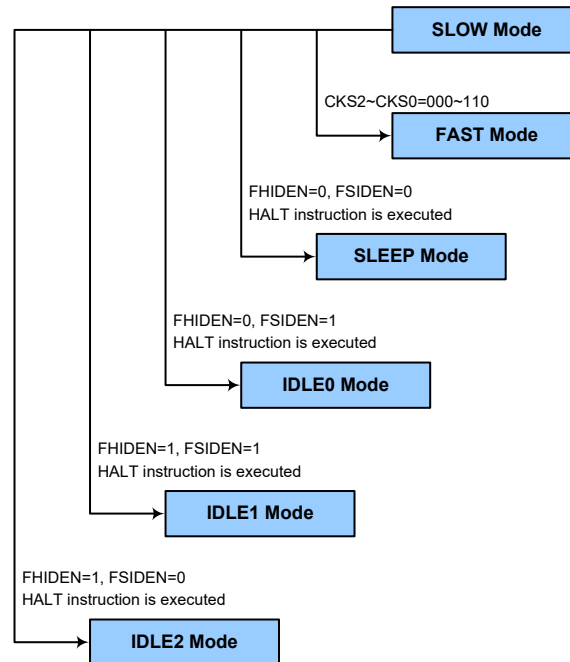 SLOW Mode
CKS2~CKS0=000~110
FAST Mode
FHIDEN=0, FSIDEN=0
HALT instruction is executed
SLEEP Mode
FHIDEN=0, FSIDEN=1
HALT instruction is executed
IDLE0 Mode
FHIDEN=1, FSIDEN=1
HALT instruction is executed
IDLE1 Mode
FHIDEN=1, FSIDEN=0
HALT instruction is executed
IDLE2 Mode